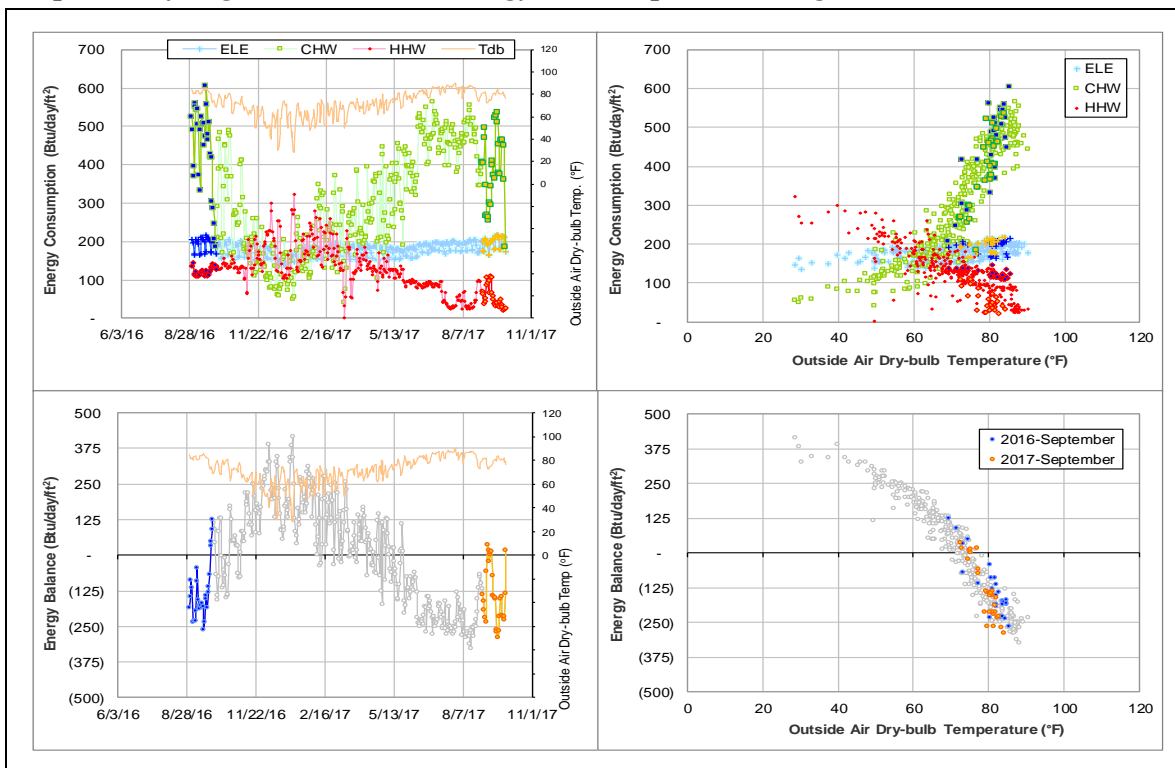 ELE CHW HHW Tdb
Energy Consumption (Btu/day/ft²)
700
600
500
400
300
200
100
-
120
100
80
60
40
20
0
Outside Air Dry-bulb Temp. (°F)
6/3/16 8/28/16 11/22/16 2/16/17 5/13/17 8/7/17 11/1/17
Energy Consumption (Btu/day/ft²)
700
600
500
400
300
200
100
-
ELE
CHW
HHW
0 20 40 60 80 100 120
Outside Air Dry-bulb Temperature (°F)
Energy Balance (Btu/day/ft²)
500
375
250
125
-
(125)
(250)
(375)
(500)
120
100
80
60
40
20
0
Outside Air Dry-bulb Temp (°F)
6/3/16 8/28/16 11/22/16 2/16/17 5/13/17 8/7/17 11/1/17
Energy Balance (Btu/day/ft²)
500
375
250
125
-
(125)
(250)
(375)
(500)
2016-September
2017-September
0 20 40 60 80 100 120
Outside Air Dry-bulb Temperature (°F)